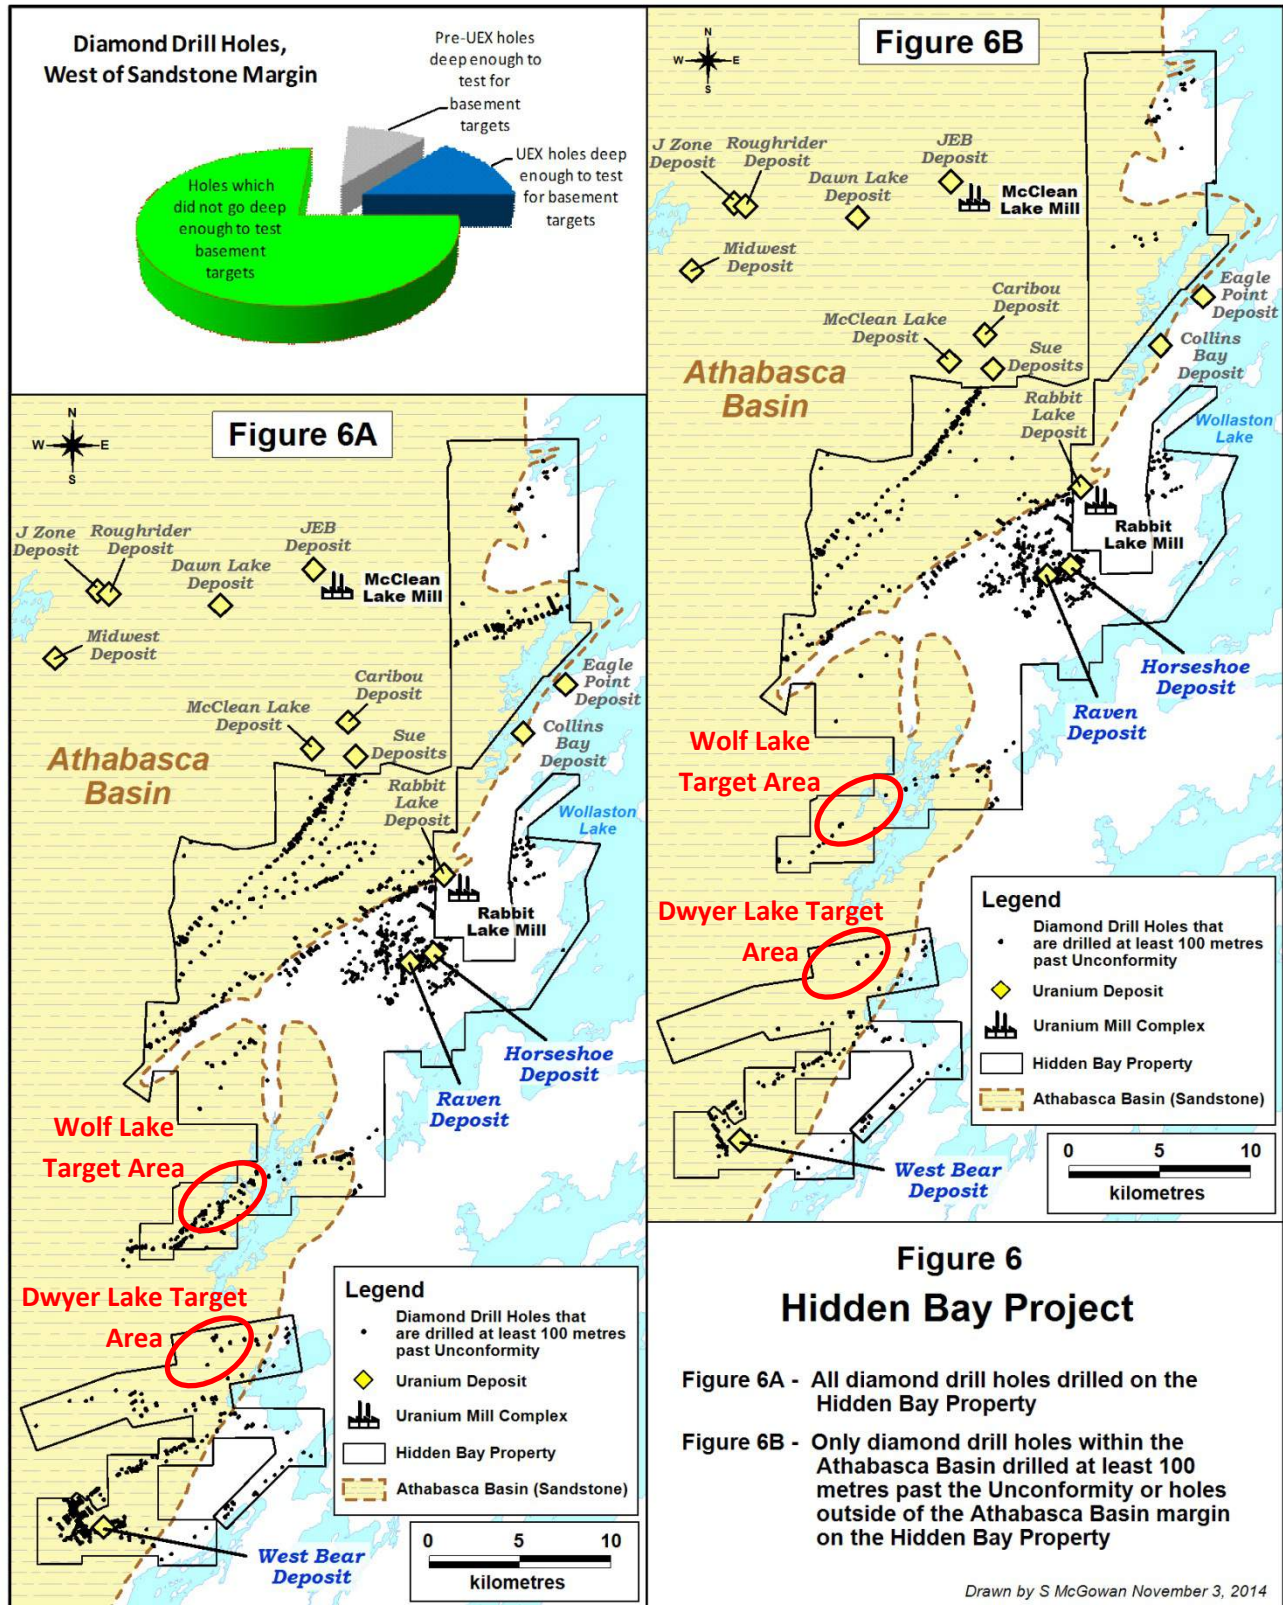 Diamond Drill Holes,
West of Sandstone Margin
Pre-UEX holes
deep enough to
test for
basement
targets
UEX holes deep
enough to test
for basement
targets
Holes which
did not go deep
enough to test
basement
targets
Figure 6A
N
W
E
S
J Zone
Deposit
Roughrider
Deposit
Dawn Lake
Deposit
JEB
Deposit
McClean
Lake Mill
Midwest
Deposit
Caribou
Deposit
McClean Lake
Deposit
Sue
Deposits
Eagle
Point
Deposit
Collins
Bay
Deposit
Athabasca
Basin
Rabbit
Lake
Deposit
Wollaston
Lake
Rabbit
Lake Mill
Horseshoe
Deposit
Raven
Deposit
Wolf Lake
Target Area
Dwyer Lake Target
Area
West Bear
Deposit
Legend
Diamond Drill Holes that
are drilled at least 100 metres
past Unconformity
Uranium Deposit
Uranium Mill Complex
Hidden Bay Property
Athabasca Basin (Sandstone)
0 5 10
kilometres
Figure 6B
N
W
E
S
J Zone
Deposit
Roughrider
Deposit
Dawn Lake
Deposit
JEB
Deposit
McClean
Lake Mill
Midwest
Deposit
Caribou
Deposit
McClean Lake
Deposit
Sue
Deposits
Eagle
Point
Deposit
Collins
Bay
Deposit
Athabasca
Basin
Rabbit
Lake
Deposit
Wollaston
Lake
Rabbit
Lake Mill
Horseshoe
Deposit
Raven
Deposit
Wolf Lake
Target Area
Dwyer Lake Target
Area
West Bear
Deposit
Legend
Diamond Drill Holes that
are drilled at least 100 metres
past Unconformity
Uranium Deposit
Uranium Mill Complex
Hidden Bay Property
Athabasca Basin (Sandstone)
0 5 10
kilometres
Figure 6
Hidden Bay Project
Figure 6A - All diamond drill holes drilled on the
Hidden Bay Property
Figure 6B - Only diamond drill holes within the
Athabasca Basin drilled at least 100
metres past the Unconformity or holes
outside of the Athabasca Basin margin
on the Hidden Bay Property
Drawn by S McGowan November 3, 2014